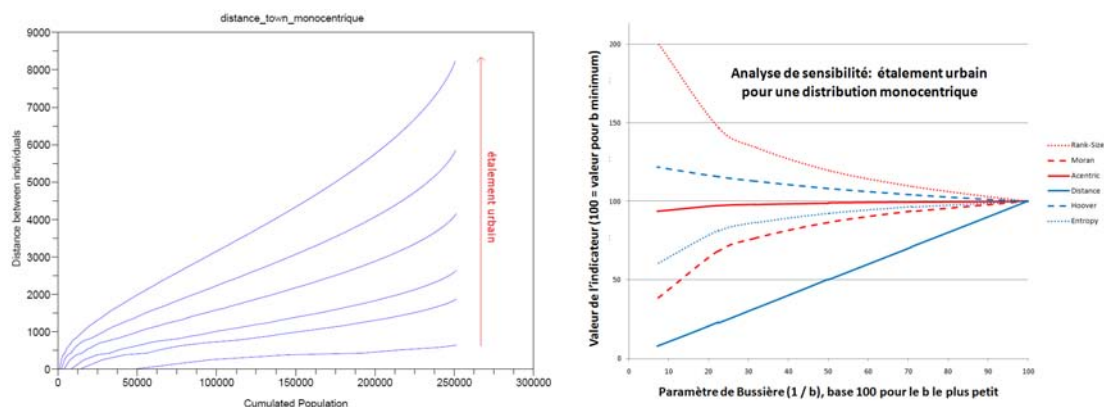 distance_town_monocentrique
9000
8000
7000
6000
5000
4000
3000
2000
1000
0
Distance between individuals
étalement urbain
0 50000 100000 150000 200000 250000 300000
Cumulated Population
200
150
100
50
0
Valeur de l'indicateur (100 = valeur pour b minimum)
Analyse de sensibilité: étalement urbain
pour une distribution monocentrique
0 10 20 30 40 50 60 70 80 90 100
Paramètre de Bussière (1 / b), base 100 pour le b le plus petit
Rank-Size
Moran
Acentric
Distance
Hoover
Entropy